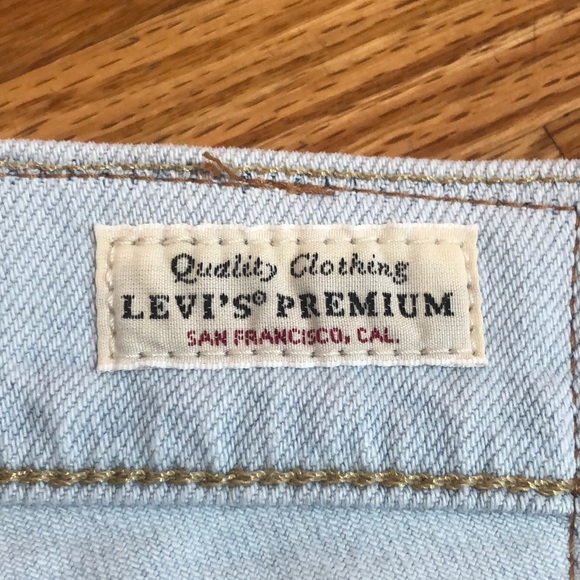 Quality Clothing
LEVI'S® PREMIUM
SAN FRANCISCO, CAL.